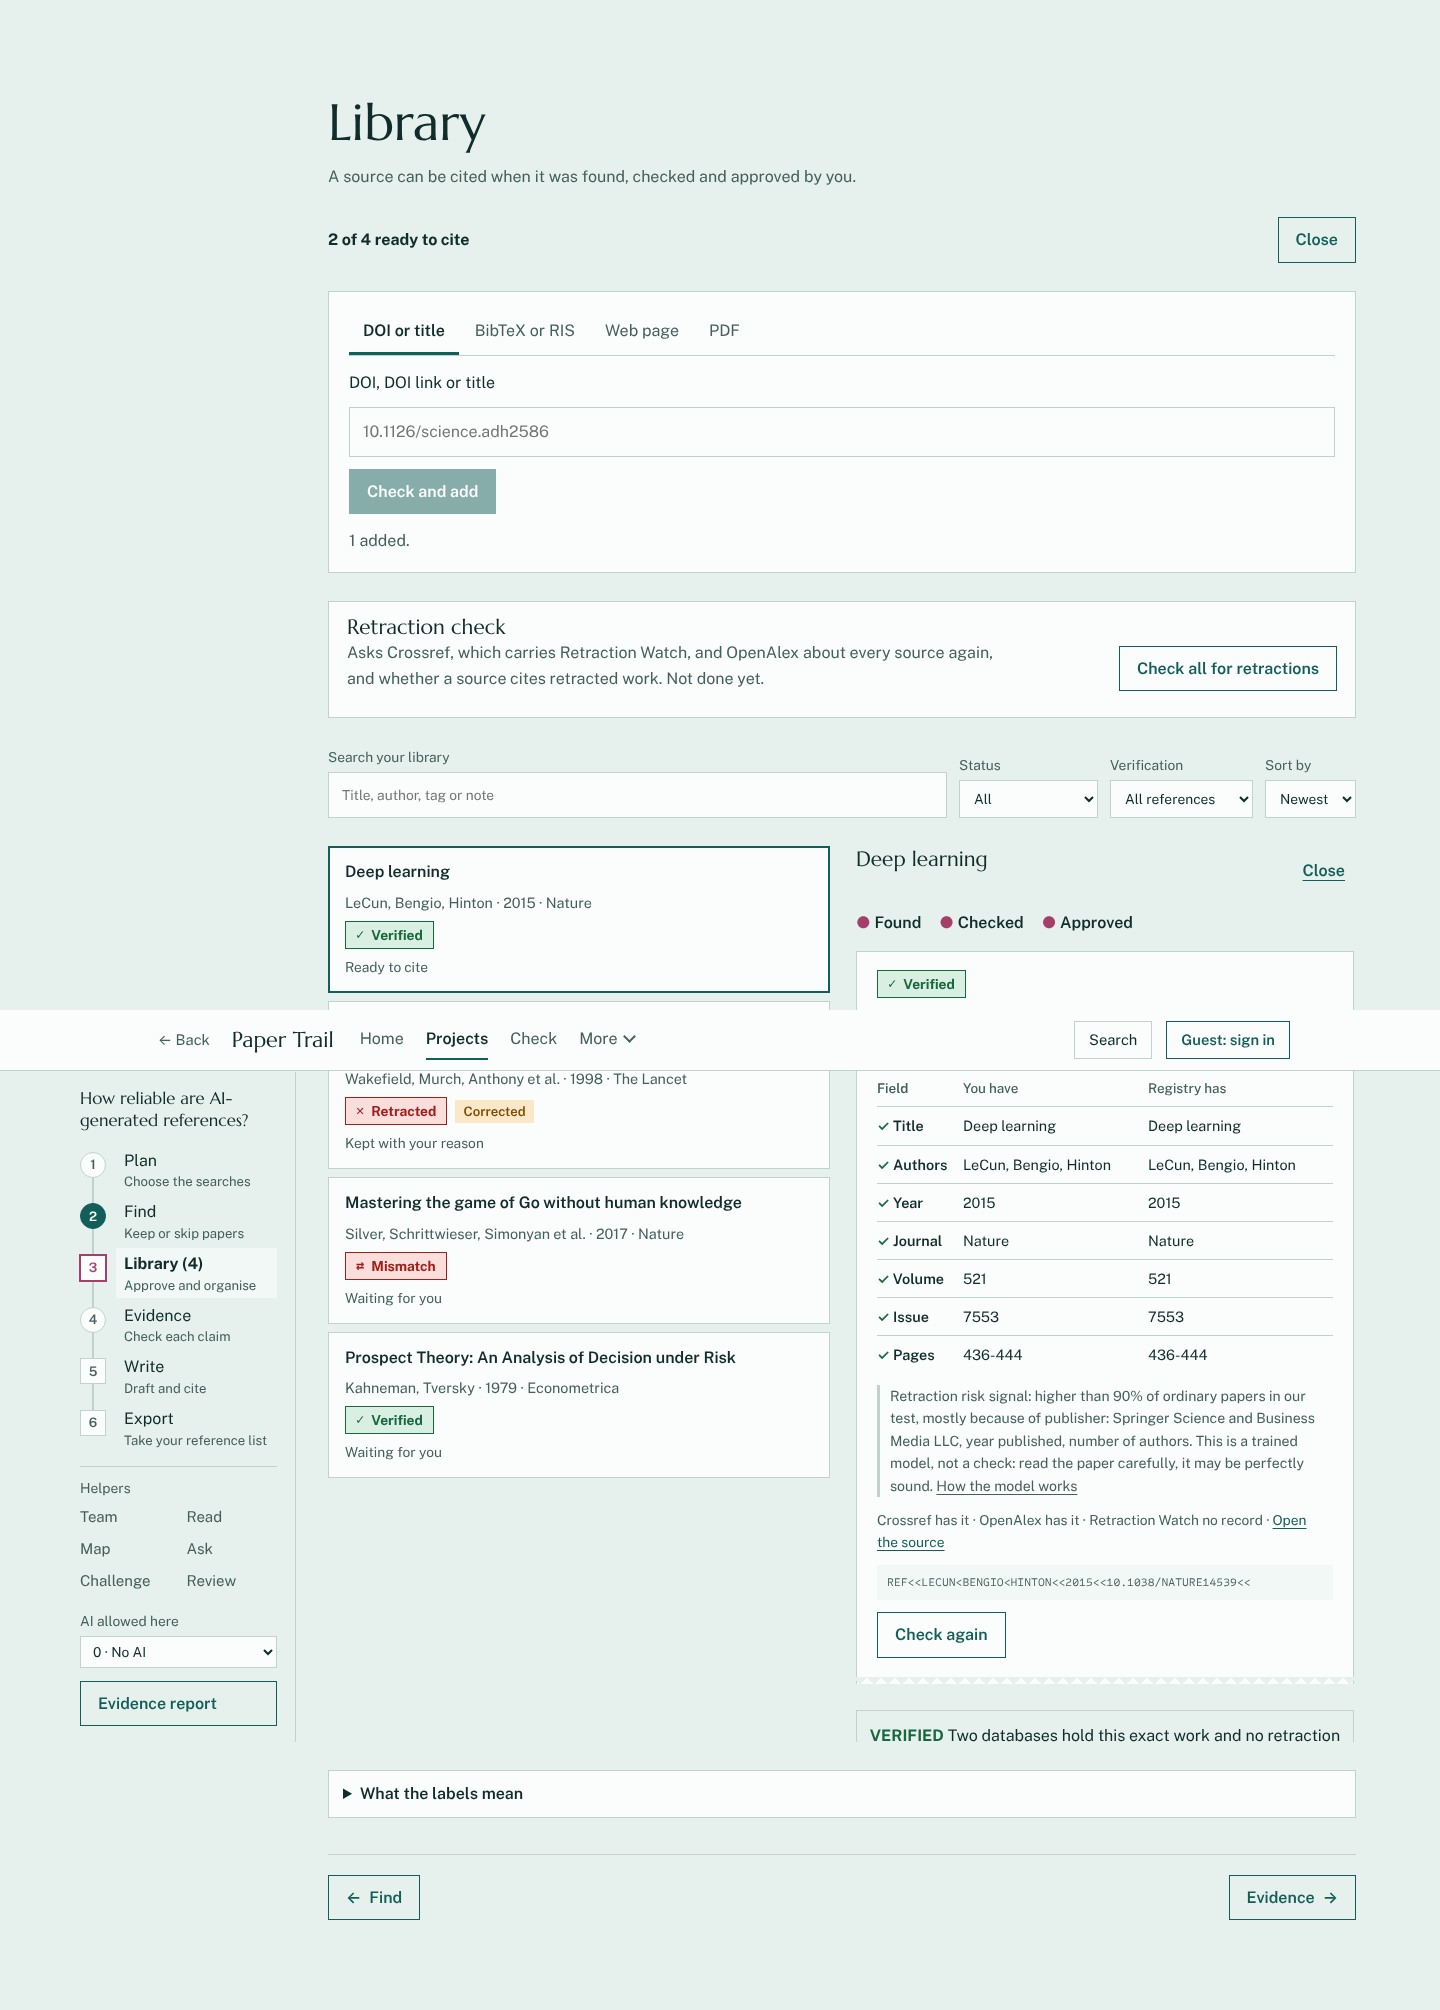 Library
A source can be cited when it was found, checked and approved by you.
2 of 4 ready to cite
Close
DOI or title
BibTeX or RIS
Web page
PDF
DOI, DOI link or title
10.1126/science.adh2586
Check and add
1 added.
Retraction check
Asks Crossref, which carries Retraction Watch, and OpenAlex about every source again,
and whether a source cites retracted work. Not done yet.
Check all for retractions
Search your library
Title, author, tag or note
Status
All
Verification
All references
Sort by
Newest
Deep learning
LeCun, Bengio, Hinton · 2015 · Nature
✓ Verified
Ready to cite
Deep learning
Close
Found
Checked
Approved
✓ Verified
← Back
Paper Trail
Home
Projects
Check
More
Search
Guest: sign in
How reliable are AI-
generated references?
1
Plan
Choose the searches
2
Find
Keep or skip papers
3
Library (4)
Approve and organise
4
Evidence
Check each claim
5
Write
Draft and cite
6
Export
Take your reference list
Helpers
Team
Read
Map
Ask
Challenge
Review
AI allowed here
0 · No AI
Evidence report
Wakefield, Murch, Anthony et al. · 1998 · The Lancet
× Retracted
Corrected
Kept with your reason
Mastering the game of Go without human knowledge
Silver, Schrittwieser, Simonyan et al. · 2017 · Nature
⇄ Mismatch
Waiting for you
Prospect Theory: An Analysis of Decision under Risk
Kahneman, Tversky · 1979 · Econometrica
✓ Verified
Waiting for you
Field You have Registry has
✓ Title Deep learning Deep learning
✓ Authors LeCun, Bengio, Hinton LeCun, Bengio, Hinton
✓ Year 2015 2015
✓ Journal Nature Nature
✓ Volume 521 521
✓ Issue 7553 7553
✓ Pages 436-444 436-444
Retraction risk signal: higher than 90% of ordinary papers in our
test, mostly because of publisher: Springer Science and Business
Media LLC, year published, number of authors. This is a trained
model, not a check: read the paper carefully, it may be perfectly
sound. How the model works
Crossref has it · OpenAlex has it · Retraction Watch no record · Open
the source
REF<<LECUN<BENGIO<HINTON<<2015<<10.1038/NATURE14539<<
Check again
VERIFIED Two databases hold this exact work and no retraction
▶ What the labels mean
← Find
Evidence →